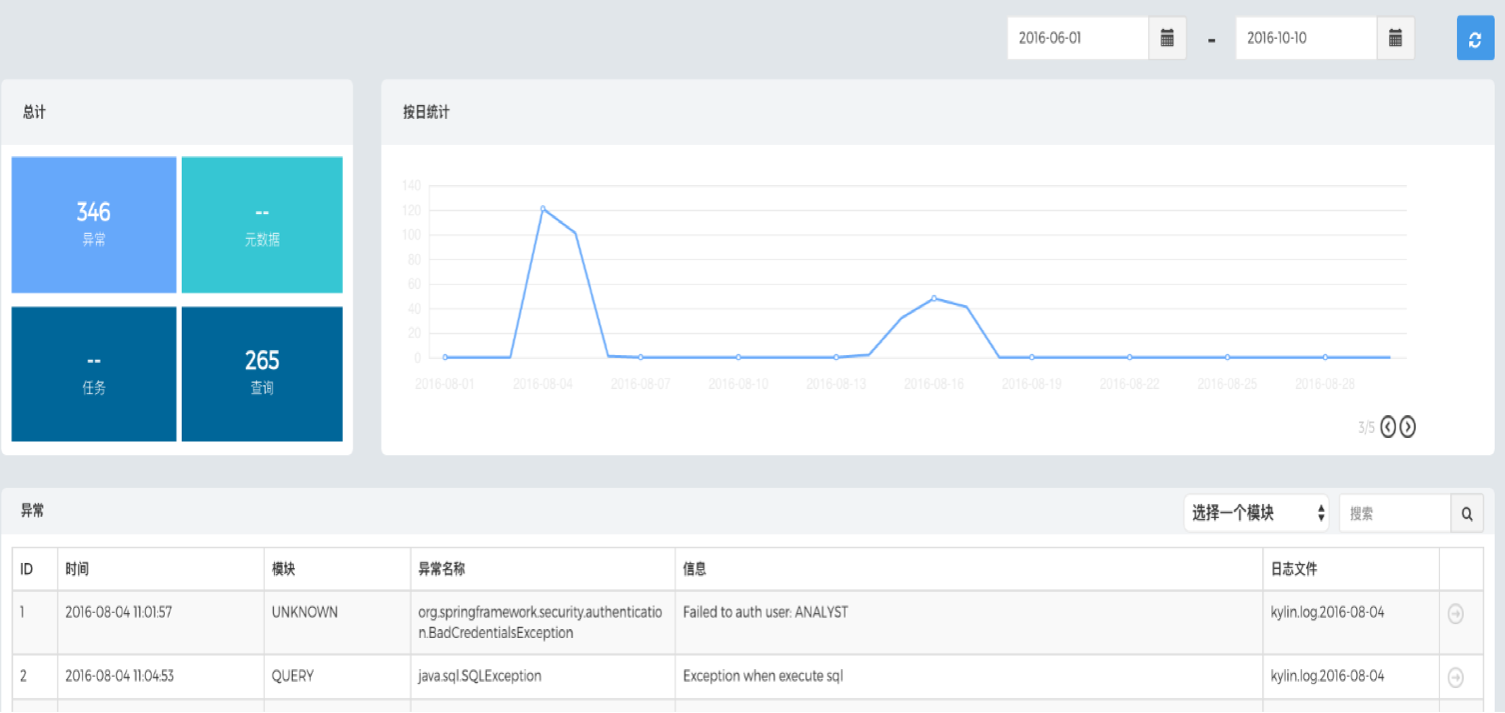 2016-06-01
-
2016-10-10
总计
按日统计
346
异常
--
元数据
--
任务
265
查询
140
120
100
80
60
40
20
0
2016-08-01
2016-08-04
2016-08-07
2016-08-10
2016-08-13
2016-08-16
2016-08-19
2016-08-22
2016-08-25
2016-08-28
3/5
异常
选择一个模块
搜索
ID 时间 模块 异常名称 信息 日志文件
1 2016-08-04 11:01:57 UNKNOWN org.springframework.security.authenticatio Failed to auth user: ANALYST kylin.log.2016-08-04
n.BadCredentialsException
2 2016-08-04 11:04:53 QUERY java.sql.SQLException Exception when execute sql kylin.log.2016-08-04